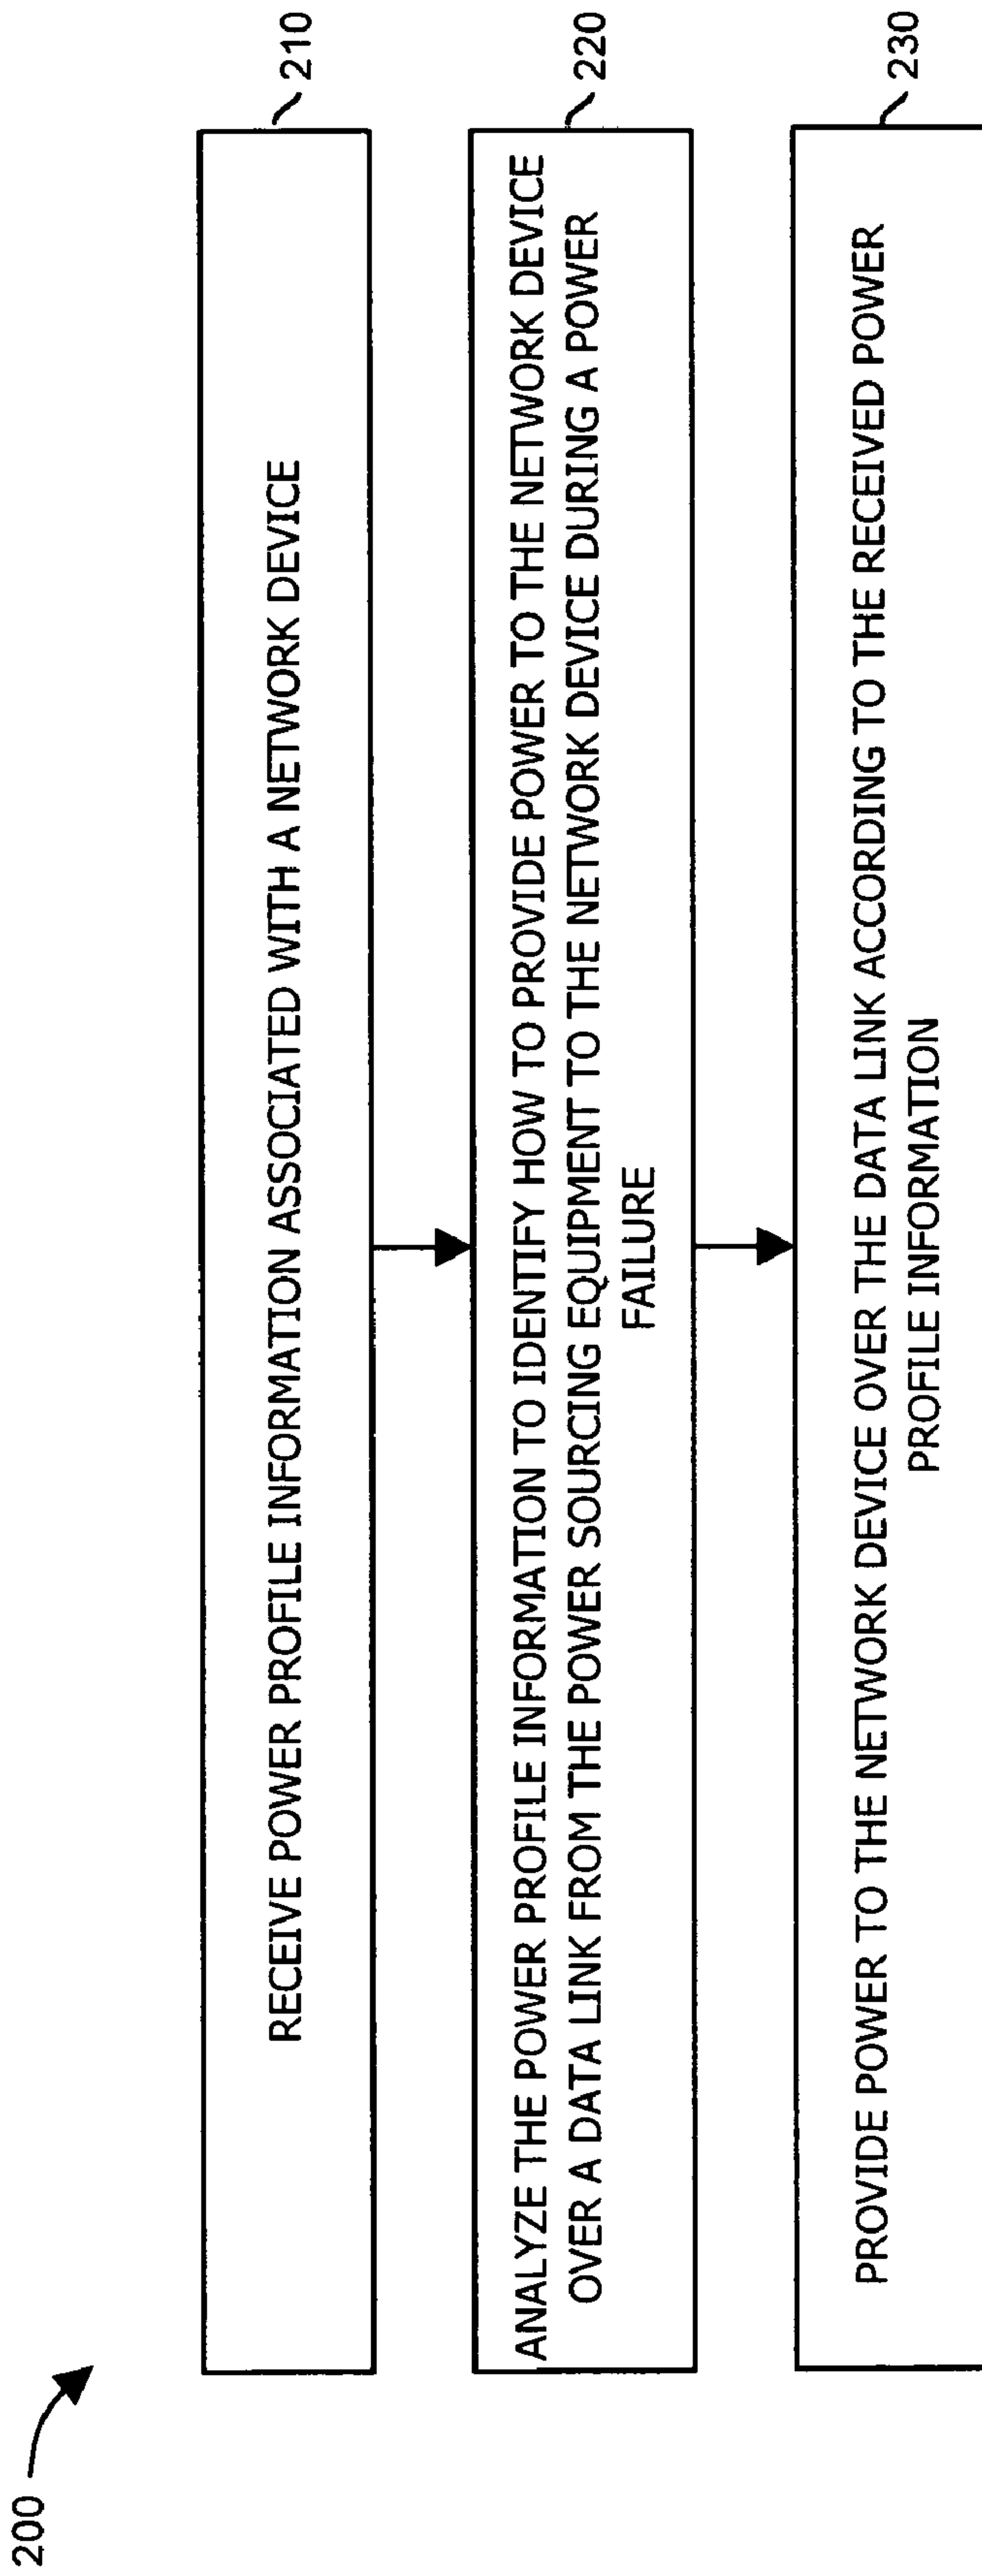 200
RECEIVE POWER PROFILE INFORMATION ASSOCIATED WITH A NETWORK DEVICE
210
ANALYZE THE POWER PROFILE INFORMATION TO IDENTIFY HOW TO PROVIDE POWER TO THE NETWORK DEVICE
OVER A DATA LINK FROM THE POWER SOURCING EQUIPMENT TO THE NETWORK DEVICE DURING A POWER
FAILURE
220
PROVIDE POWER TO THE NETWORK DEVICE OVER THE DATA LINK ACCORDING TO THE RECEIVED POWER
PROFILE INFORMATION
230